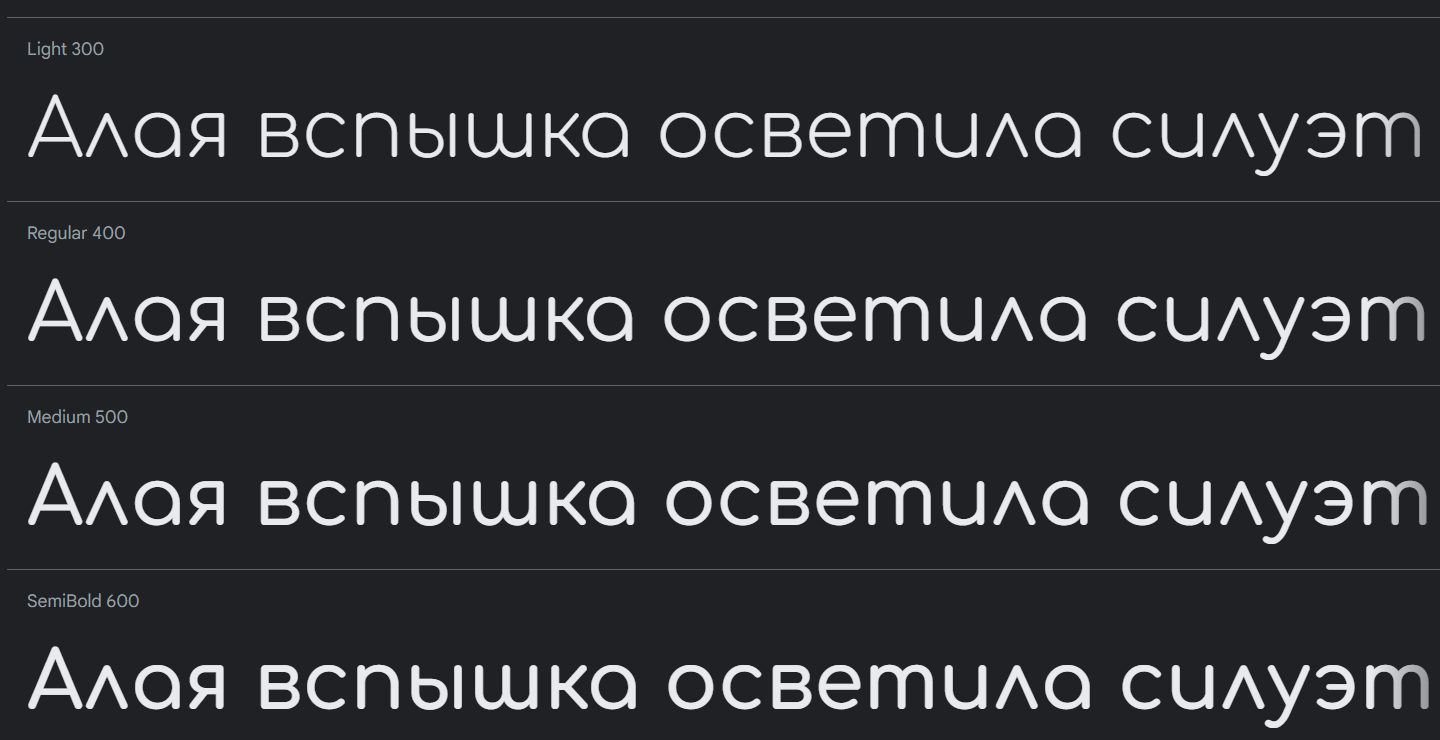 Light 300
Алая вспышка осветила силуэт
Regular 400
Алая вспышка осветила силуэт
Medium 500
Алая вспышка осветила силуэт
SemiBold 600
Алая вспышка осветила силуэт